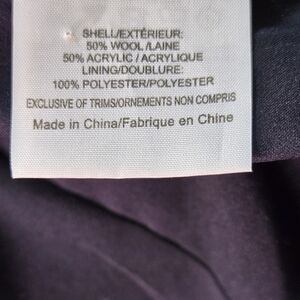 SHELL/EXTÉRIEUR:
50% WOOL/LAINE
50% ACRYLIC / ACRYLIQUE
LINING/DOUBLURE:
100% POLYESTER/POLYESTER
EXCLUSIVE OF TRIMS/ORNEMENTS NON COMPRIS
Made in China/Fabrique en Chine